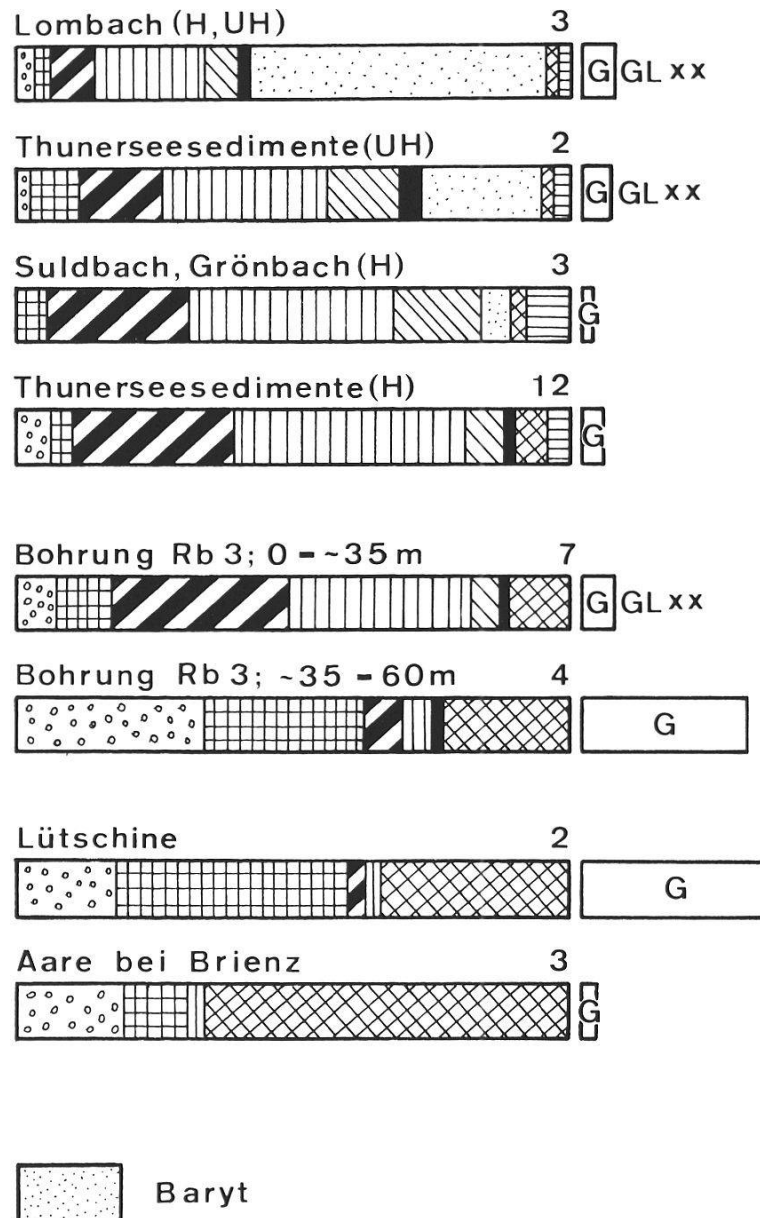 Lombach (H,UH) 3
G GL xx
Thunerseesedimente (UH) 2
G GL xx
Suldbach, Grönbach (H) 3
G
Thunerseesedimente (H) 12
G
Bohrung Rb 3; 0 - ~35 m 7
G GL xx
Bohrung Rb 3; ~35 - 60m 4
G
Lütschine 2
G
Aare bei Brienz 3
G
Baryt